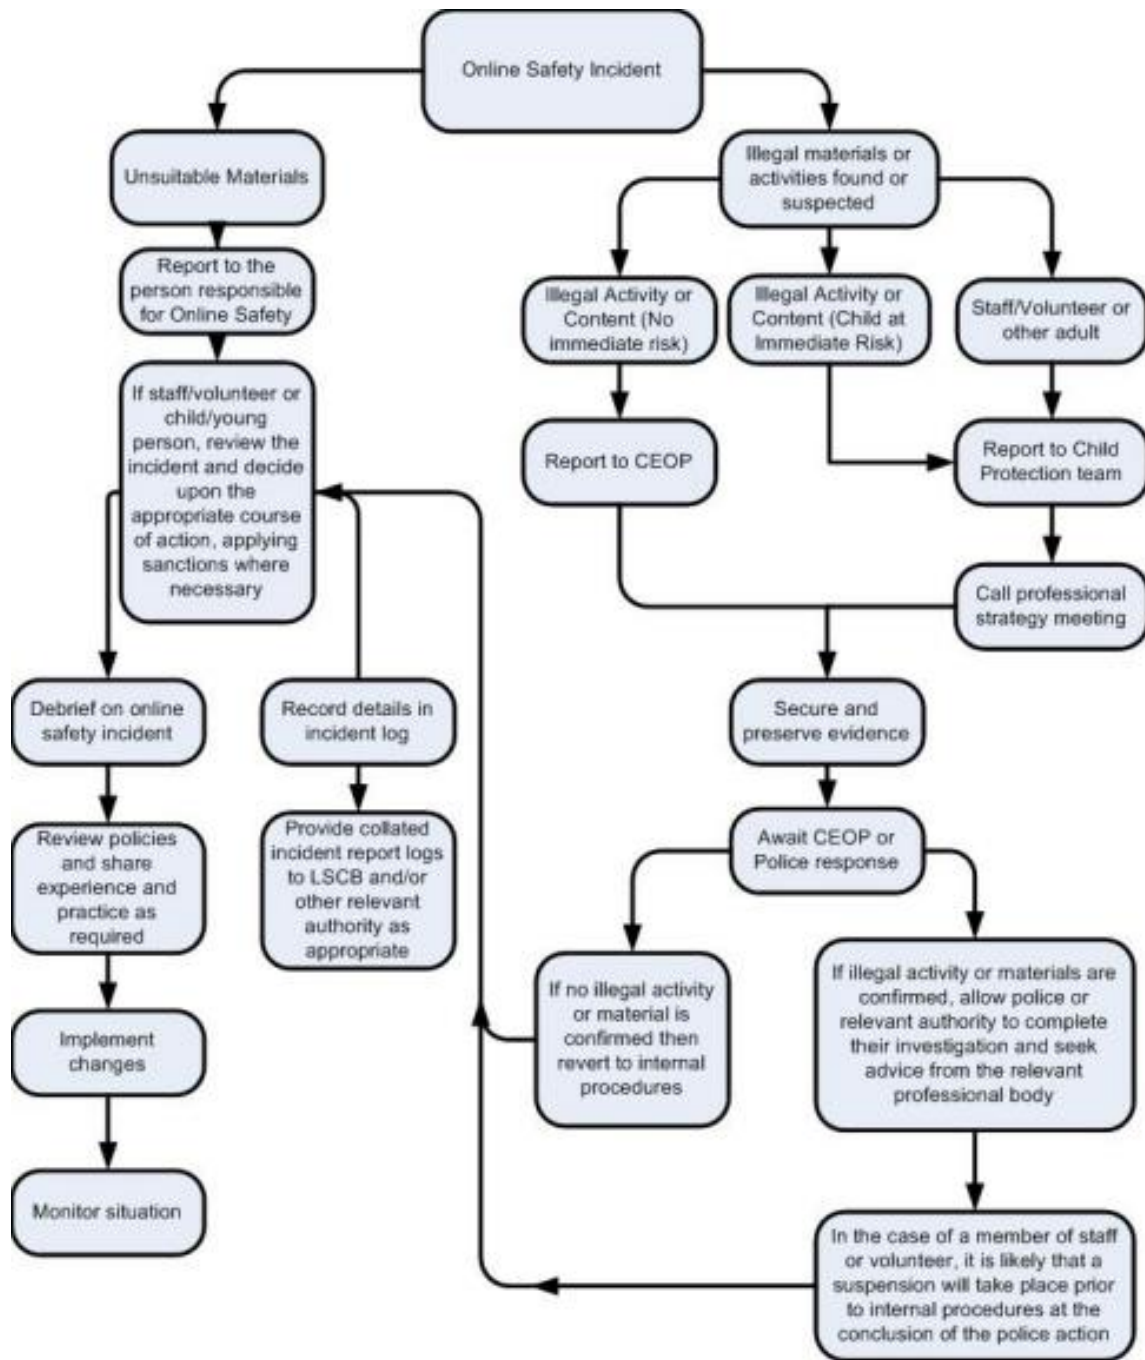 Online Safety Incident
Unsuitable Materials
Illegal materials or
activities found or
suspected
Report to the
person responsible
for Online Safety
Illegal Activity or
Content (No
immediate risk)
Illegal Activity or
Content (Child at
Immediate Risk)
Staff/Volunteer or
other adult
If staff/volunteer or
child/young
person, review the
incident and decide
upon the
appropriate course
of action, applying
sanctions where
necessary
Report to CEOP
Report to Child
Protection team
Call professional
strategy meeting
Debrief on online
safety incident
Record details in
incident log
Secure and
preserve evidence
Review policies
and share
experience and
practice as
required
Provide collated
incident report logs
to LSCB and/or
other relevant
authority as
appropriate
Await CEOP or
Police response
If no illegal activity
or material is
confirmed then
revert to internal
procedures
If illegal activity or materials are
confirmed, allow police or
relevant authority to complete
their investigation and seek
advice from the relevant
professional body
Implement
changes
Monitor situation
In the case of a member of staff
or volunteer, it is likely that a
suspension will take place prior
to internal procedures at the
conclusion of the police action